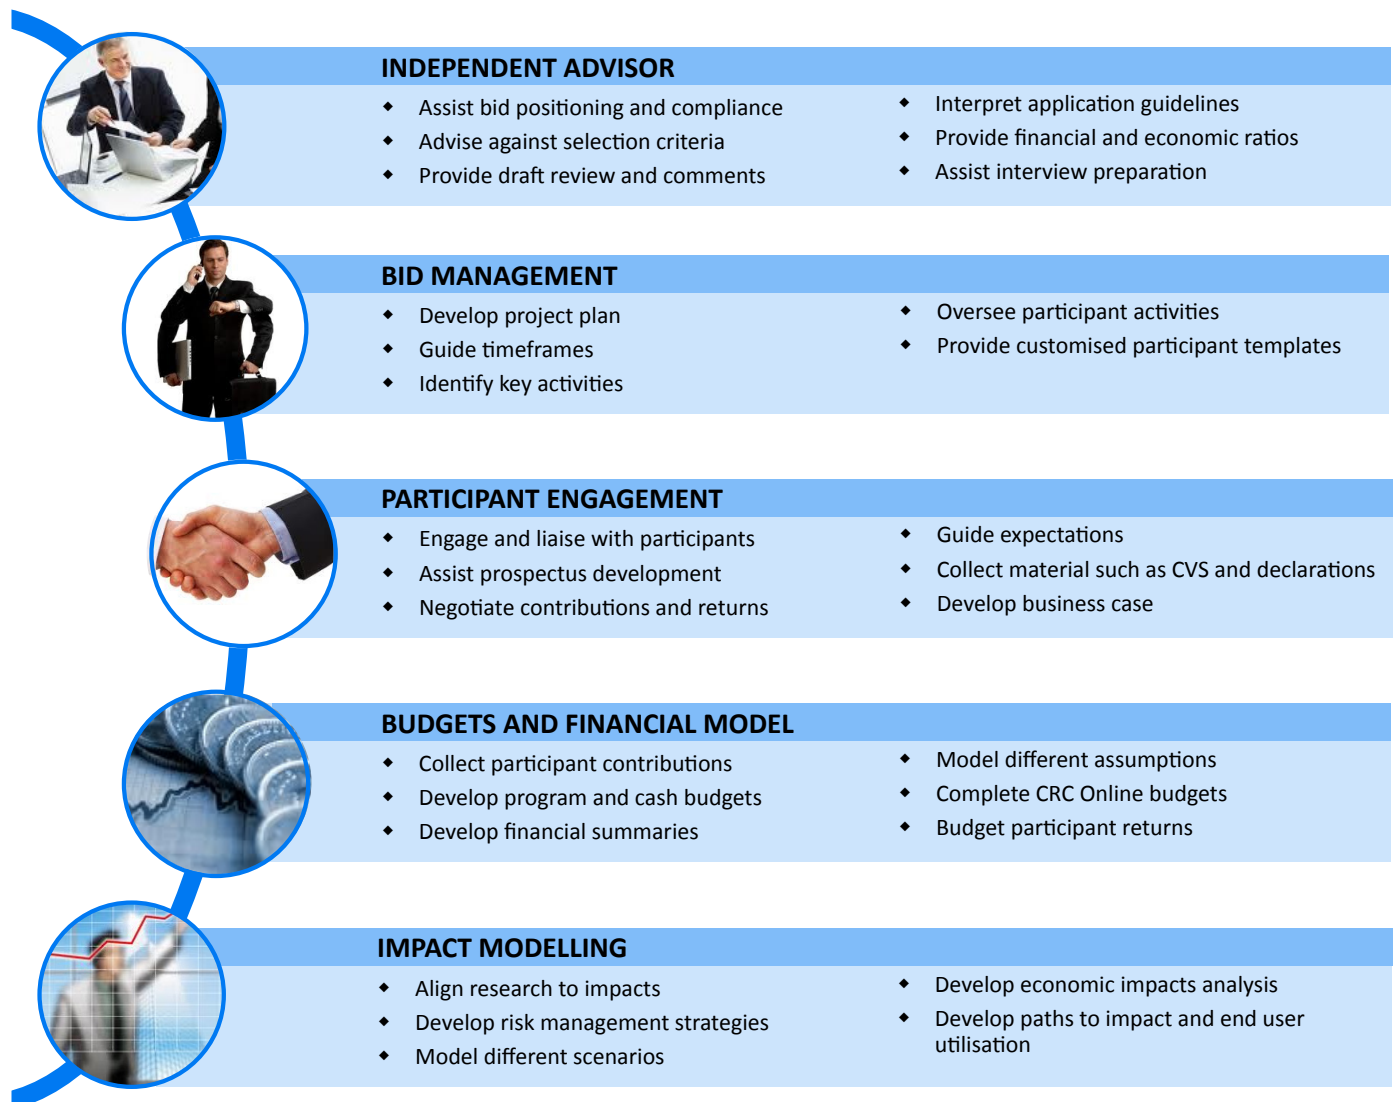 INDEPENDENT ADVISOR
Assist bid positioning and compliance
Advise against selection criteria
Provide draft review and comments
Interpret application guidelines
Provide financial and economic ratios
Assist interview preparation
BID MANAGEMENT
Develop project plan
Guide timeframes
Identify key activities
Oversee participant activities
Provide customised participant templates
PARTICIPANT ENGAGEMENT
Engage and liaise with participants
Assist prospectus development
Negotiate contributions and returns
Guide expectations
Collect material such as CVS and declarations
Develop business case
BUDGETS AND FINANCIAL MODEL
Collect participant contributions
Develop program and cash budgets
Develop financial summaries
Model different assumptions
Complete CRC Online budgets
Budget participant returns
IMPACT MODELLING
Align research to impacts
Develop risk management strategies
Model different scenarios
Develop economic impacts analysis
Develop paths to impact and end user
utilisation